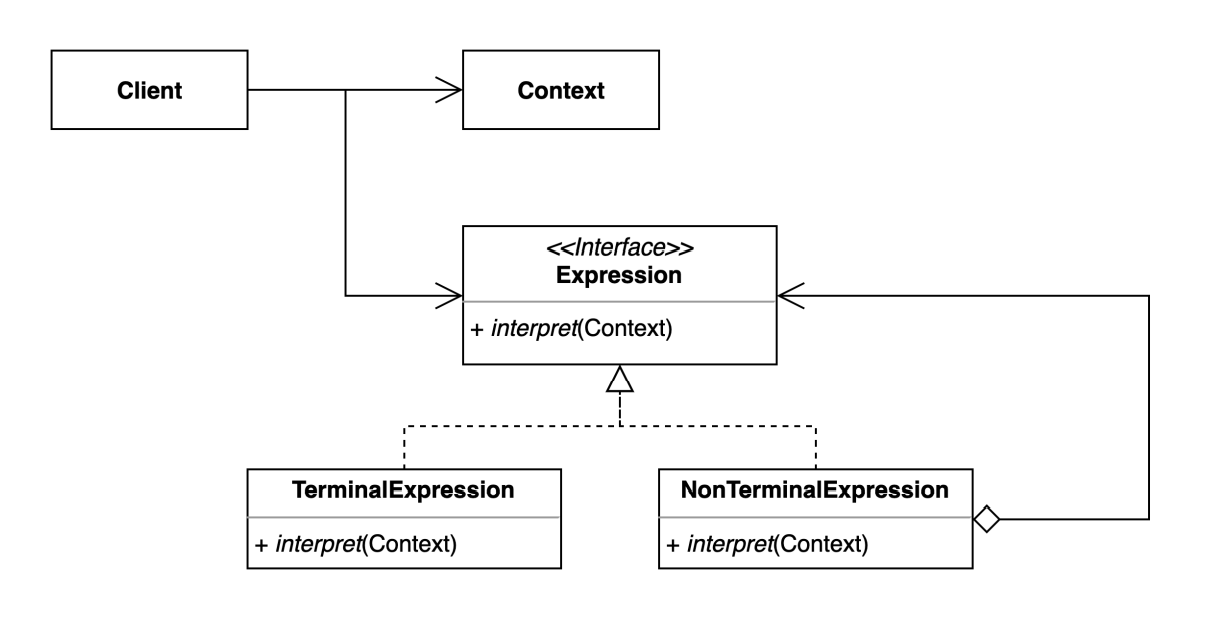 Client
Context
<<Interface>>
Expression
+ interpret(Context)
TerminalExpression
+ interpret(Context)
NonTerminalExpression
+ interpret(Context)